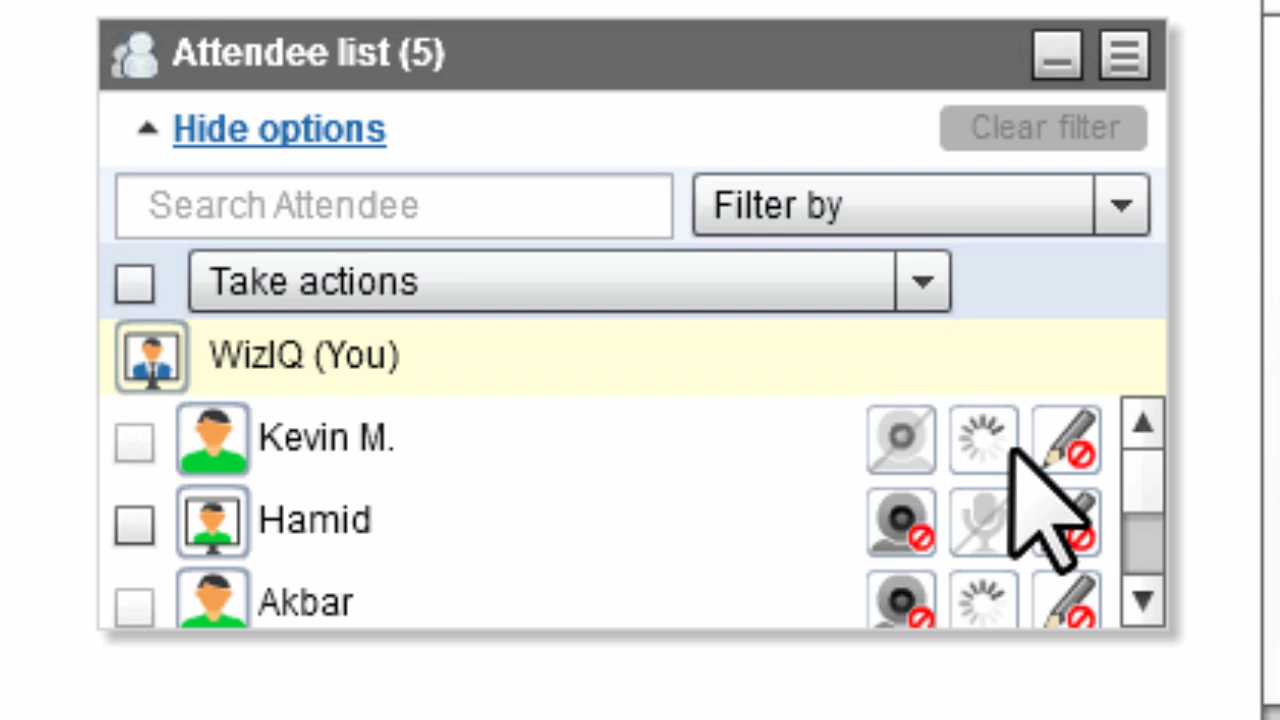 Attendee list (5)
Hide options
Clear filter
Search Attendee
Filter by
Take actions
WizIQ (You)
Kevin M.
Hamid
Akbar